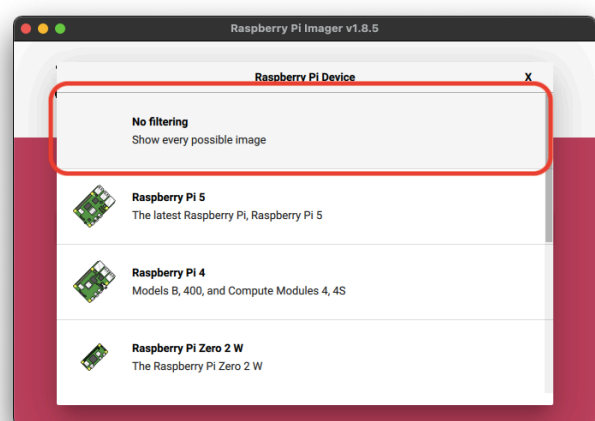 Raspberry Pi Imager v1.8.5
Raspberry Pi Device
X
No filtering
Show every possible image
Raspberry Pi 5
The latest Raspberry Pi, Raspberry Pi 5
Raspberry Pi 4
Models B, 400, and Compute Modules 4, 4S
Raspberry Pi Zero 2 W
The Raspberry Pi Zero 2 W